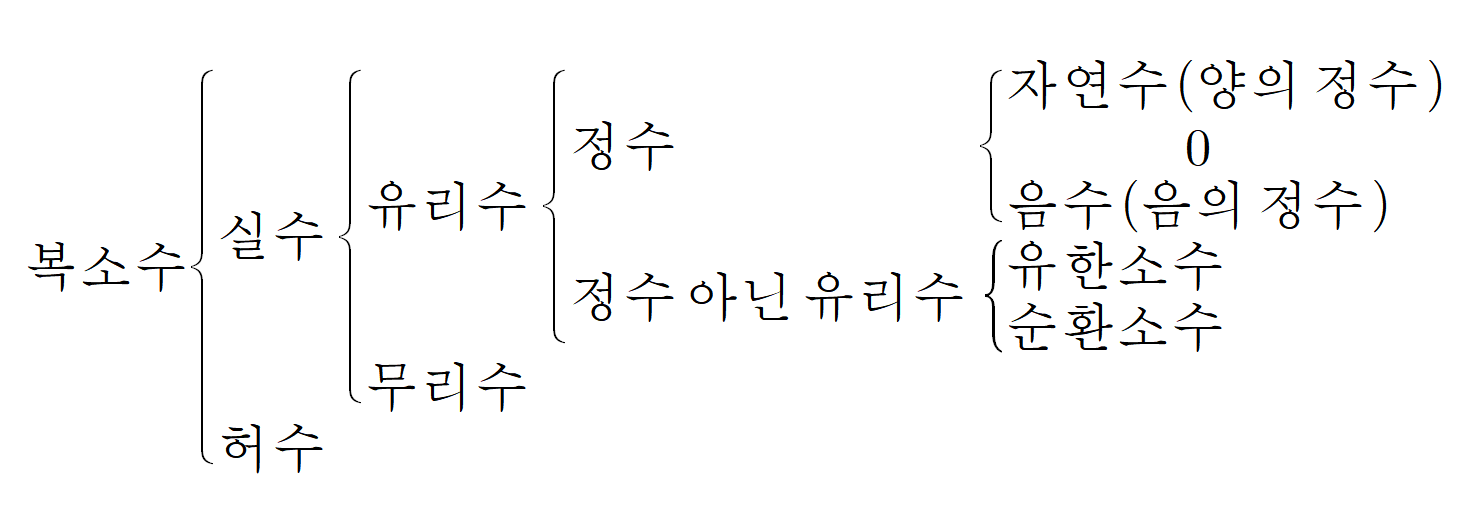 자연수(양의 정수)
정수
0
유리수
음수(음의 정수)
실수
복소수
유한소수
정수 아닌 유리수
순환소수
무리수
허수